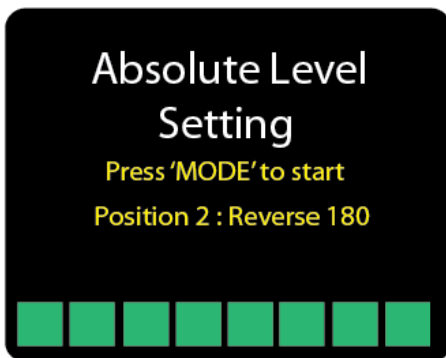 Absolute Level
Setting
Press 'MODE' to start
Position 2 : Reverse 180